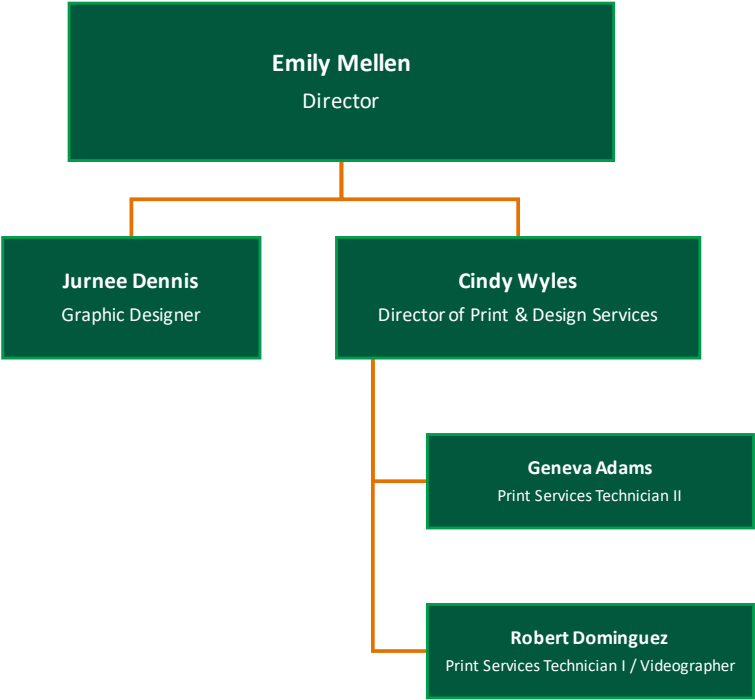 Emily Mellen
Director
Jurnee Dennis
Graphic Designer
Cindy Wyles
Director of Print & Design Services
Geneva Adams
Print Services Technician II
Robert Dominguez
Print Services Technician I / Videographer